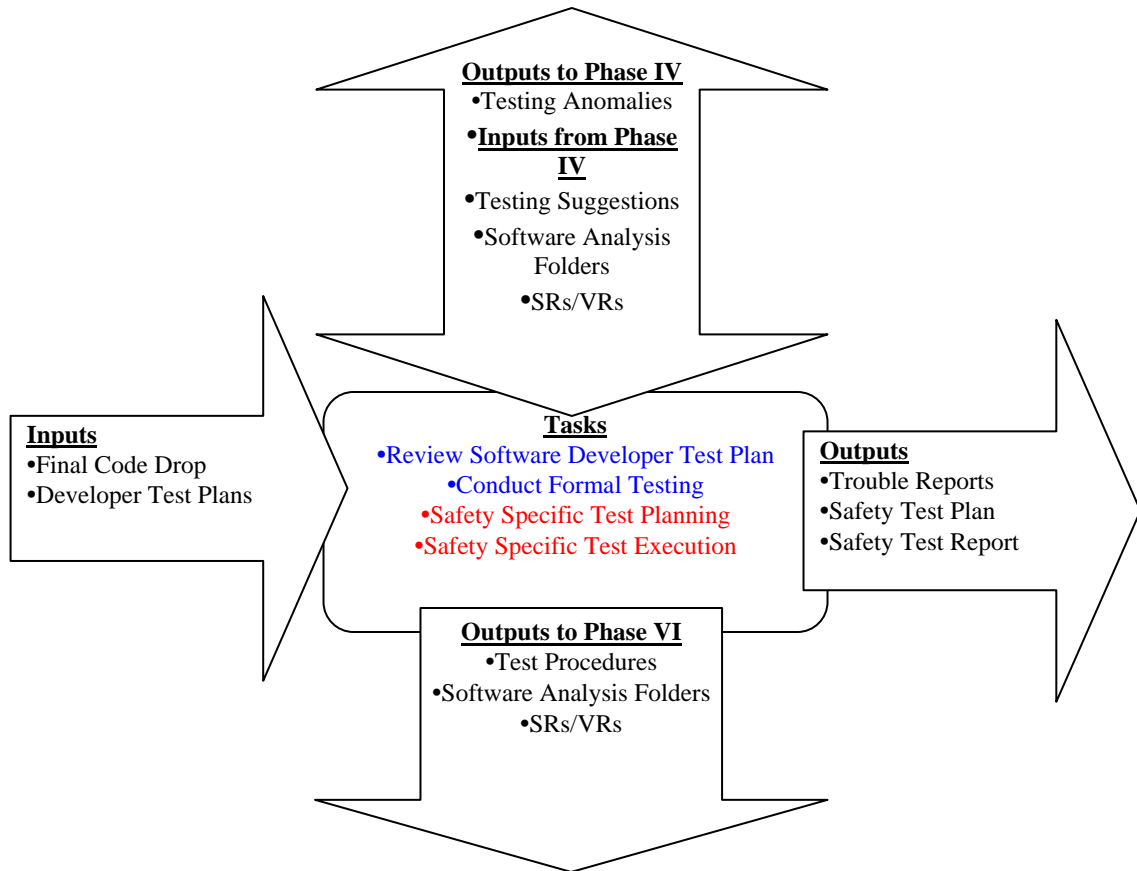 Outputs to Phase IV
•Testing Anomalies
•Inputs from Phase
IV
•Testing Suggestions
•Software Analysis
Folders
•SRs/VRs
Inputs
•Final Code Drop
•Developer Test Plans
Tasks
•Review Software Developer Test Plan
•Conduct Formal Testing
•Safety Specific Test Planning
•Safety Specific Test Execution
Outputs
•Trouble Reports
•Safety Test Plan
•Safety Test Report
Outputs to Phase VI
•Test Procedures
•Software Analysis Folders
•SRs/VRs